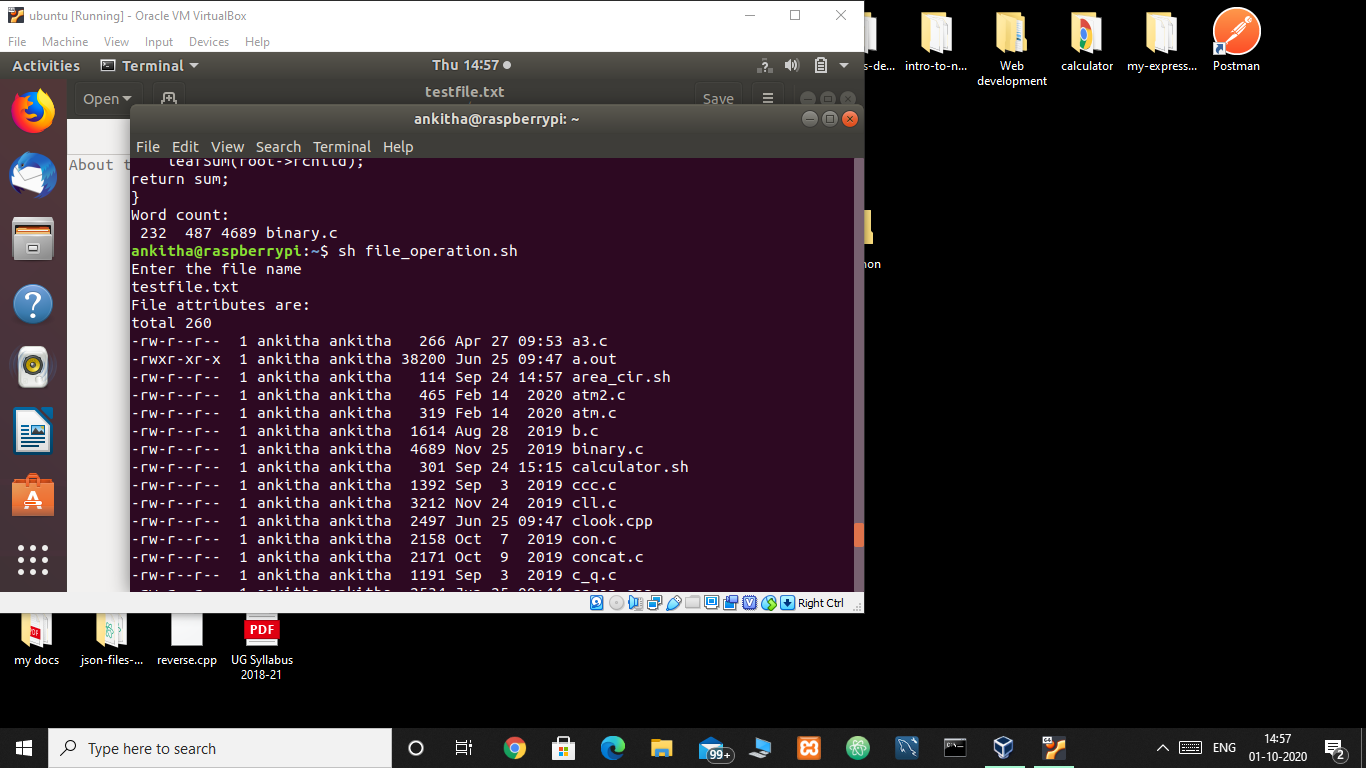 ubuntu [Running] - Oracle VM VirtualBox
File Machine View Input Devices Help
Activities Terminal Thu 14:57
Open testfile.txt Save
ankitha@raspberrypi: ~
File Edit View Search Terminal Help
About t
leafSum(root->rchild);
return sum;
}
Word count:
232 487 4689 binary.c
ankitha@raspberrypi:~$ sh file_operation.sh
Enter the file name
testfile.txt
File attributes are:
total 260
-rw-r--r-- 1 ankitha ankitha 266 Apr 27 09:53 a3.c
-rwxr-xr-x 1 ankitha ankitha 38200 Jun 25 09:47 a.out
-rw-r--r-- 1 ankitha ankitha 114 Sep 24 14:57 area_cir.sh
-rw-r--r-- 1 ankitha ankitha 465 Feb 14 2020 atm2.c
-rw-r--r-- 1 ankitha ankitha 319 Feb 14 2020 atm.c
-rw-r--r-- 1 ankitha ankitha 1614 Aug 28 2019 b.c
-rw-r--r-- 1 ankitha ankitha 4689 Nov 25 2019 binary.c
-rw-r--r-- 1 ankitha ankitha 301 Sep 24 15:15 calculator.sh
-rw-r--r-- 1 ankitha ankitha 1392 Sep 3 2019 ccc.c
-rw-r--r-- 1 ankitha ankitha 3212 Nov 24 2019 cll.c
-rw-r--r-- 1 ankitha ankitha 2497 Jun 25 09:47 clook.cpp
-rw-r--r-- 1 ankitha ankitha 2158 Oct 7 2019 con.c
-rw-r--r-- 1 ankitha ankitha 2171 Oct 9 2019 concat.c
-rw-r--r-- 1 ankitha ankitha 1191 Sep 3 2019 c_q.c
Right Ctrl
s-de... intro-to-n... Web calculator my-express... Postman
development
non
PDF PDF
my docs json-files-... reverse.cpp UG Syllabus
2018-21
Type here to search 99+ ENG 14:57
01-10-2020 2